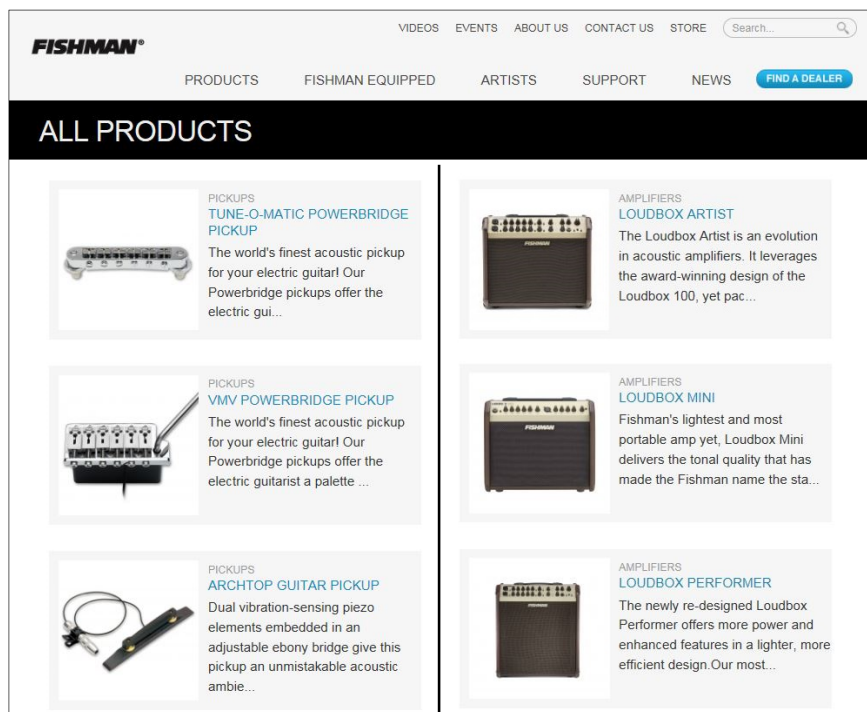 VIDEOS EVENTS ABOUT US CONTACT US STORE Search...
FISHMAN®
PRODUCTS FISHMAN EQUIPPED ARTISTS SUPPORT NEWS FIND A DEALER
ALL PRODUCTS
PICKUPS
TUNE-O-MATIC POWERBRIDGE
PICKUP
The world's finest acoustic pickup
for your electric guitar! Our
Powerbridge pickups offer the
electric gui...
PICKUPS
VMV POWERBRIDGE PICKUP
The world's finest acoustic pickup
for your electric guitar! Our
Powerbridge pickups offer the
electric guitarist a palette ...
PICKUPS
ARCHTOP GUITAR PICKUP
Dual vibration-sensing piezo
elements embedded in an
adjustable ebony bridge give this
pickup an unmistakable acoustic
ambie...
AMPLIFIERS
LOUDBOX ARTIST
The Loudbox Artist is an evolution
in acoustic amplifiers. It leverages
the award-winning design of the
Loudbox 100, yet pac...
FISHMAN
AMPLIFIERS
LOUDBOX MINI
Fishman's lightest and most
portable amp yet, Loudbox Mini
delivers the tonal quality that has
made the Fishman name the sta...
FISHMAN
AMPLIFIERS
LOUDBOX PERFORMER
The newly re-designed Loudbox
Performer offers more power and
enhanced features in a lighter, more
efficient design.Our most...
FISHMAN